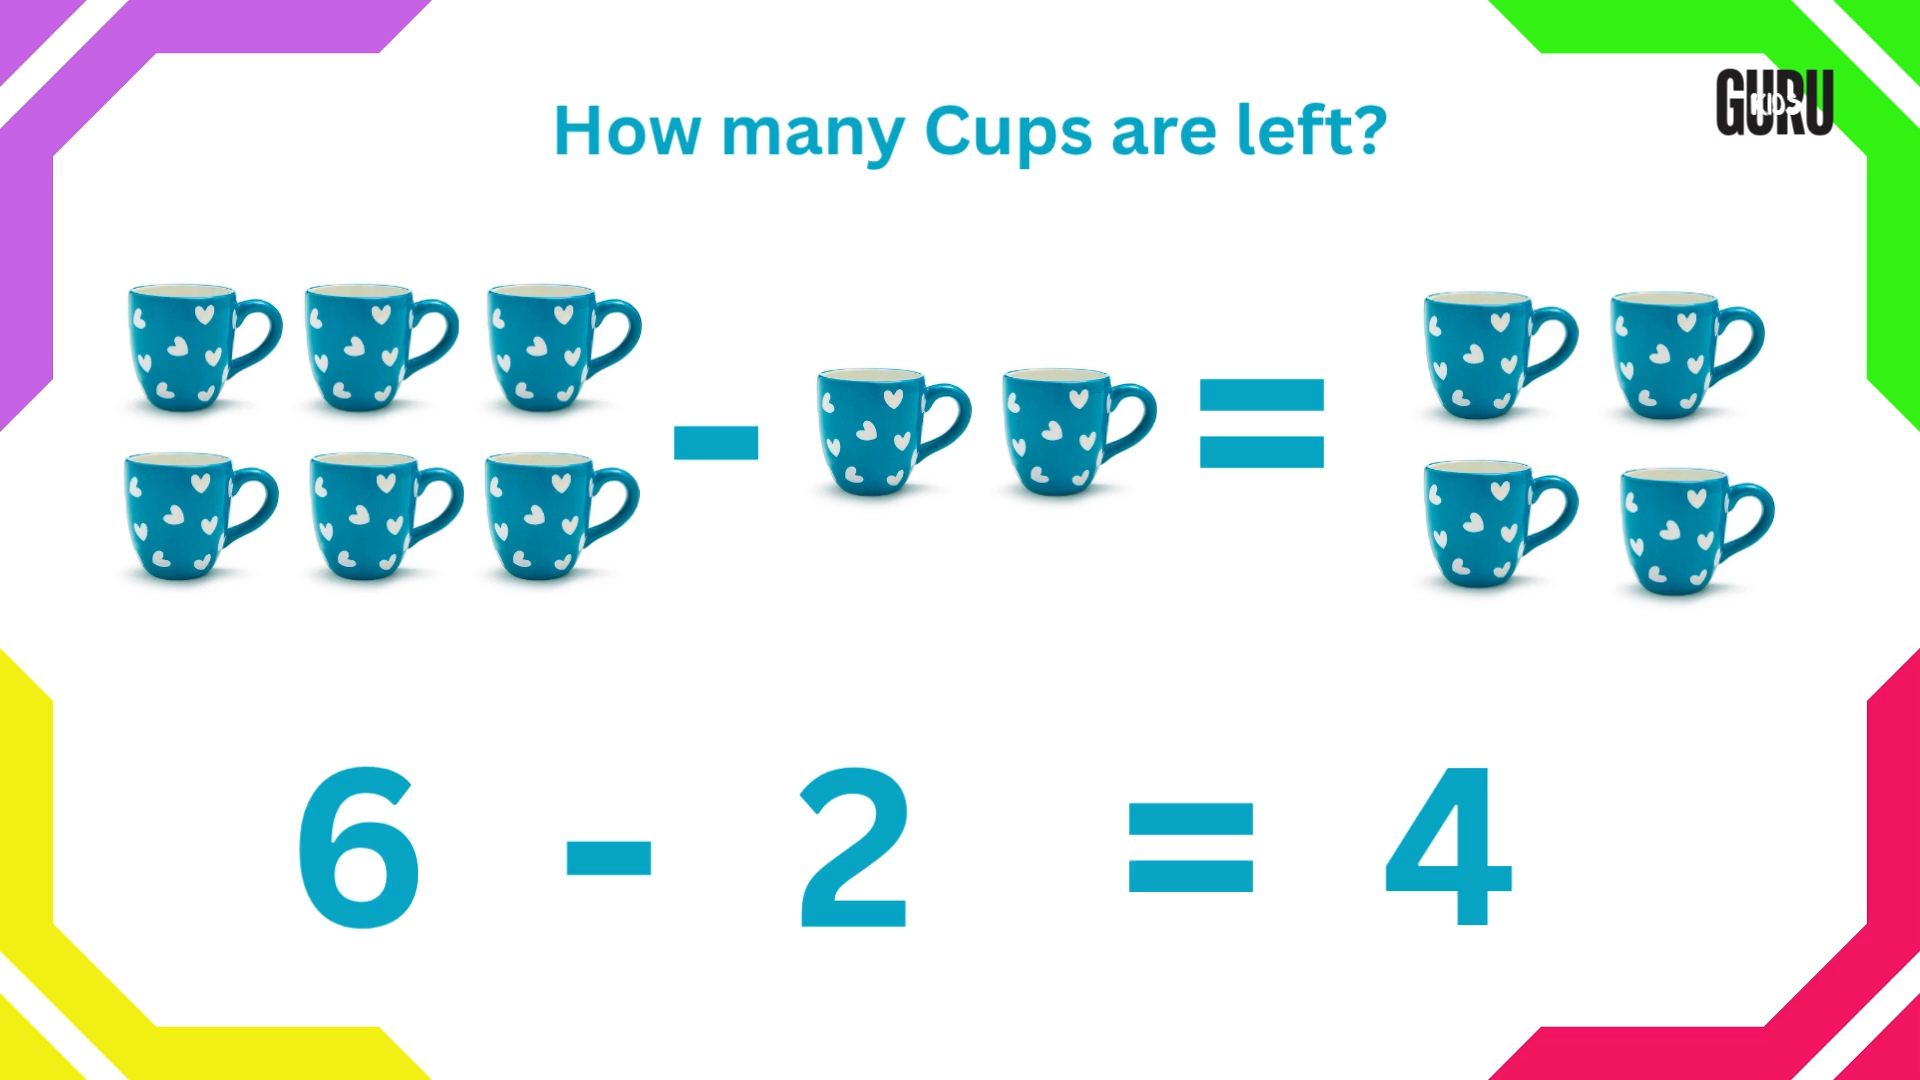 How many Cups are left?
GURU
KIDS
- =
6 - 2 = 4